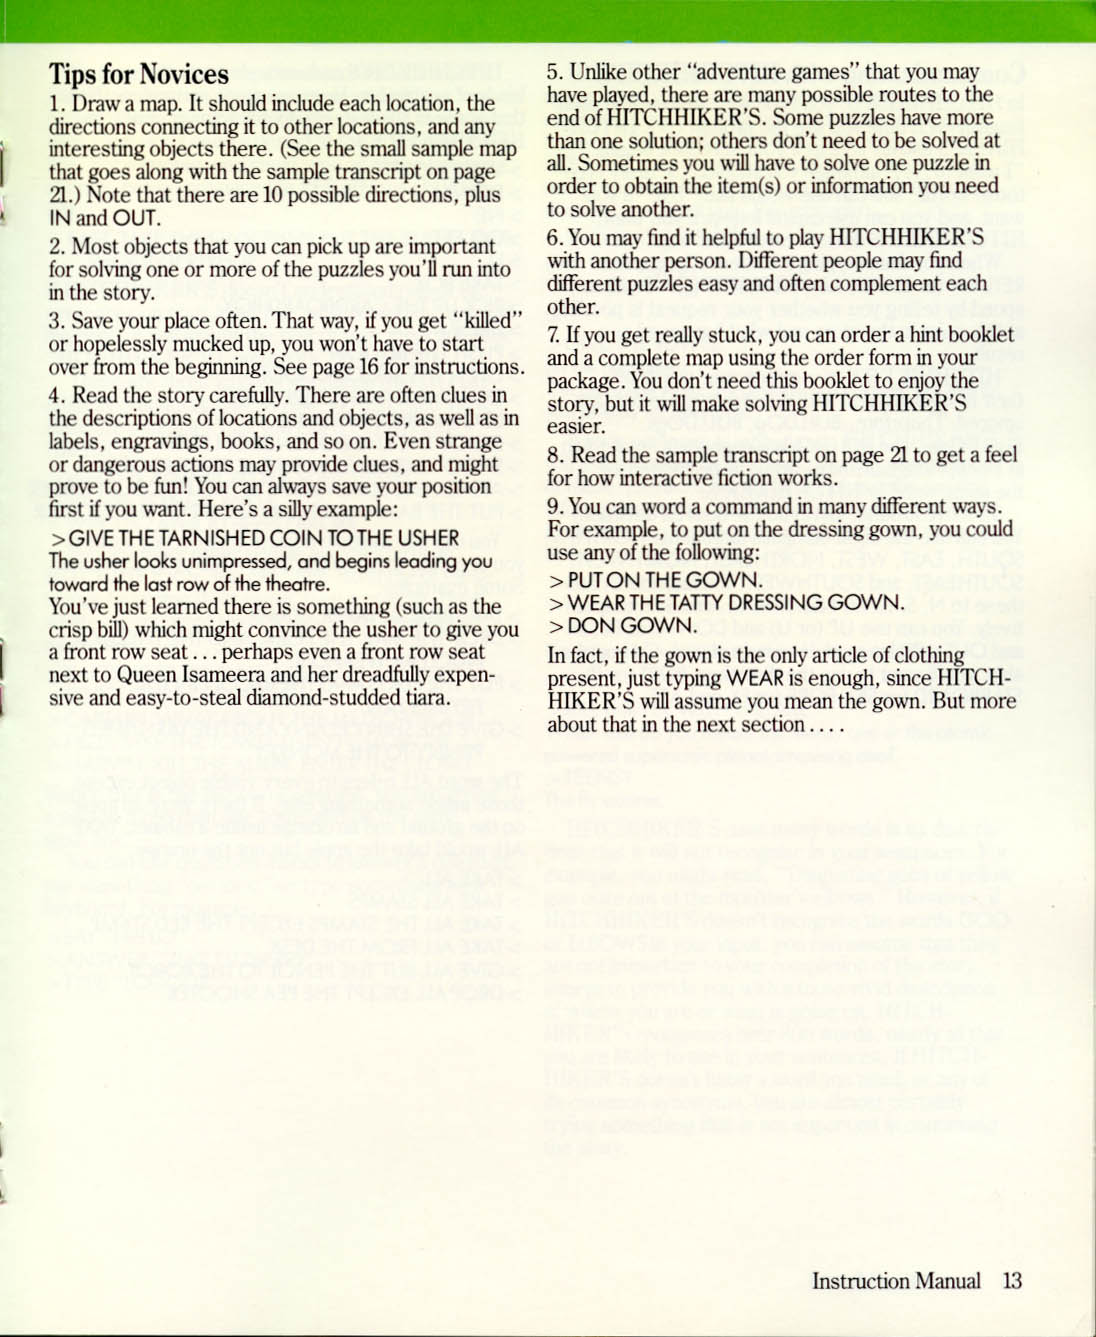 Tips for Novices
1. Draw a map. It should include each location, the
directions connecting it to other locations, and any
interesting objects there. (See the small sample map
that goes along with the sample transcript on page
21.) Note that there are 10 possible directions, plus
IN and OUT.
2. Most objects that you can pick up are important
for solving one or more of the puzzles you'll run into
in the story.
3. Save your place often. That way, if you get "killed"
or hopelessly mucked up, you won't have to start
over from the beginning. See page 16 for instructions.
4. Read the story carefully. There are often clues in
the descriptions of locations and objects, as well as in
labels, engravings, books, and so on. Even strange
or dangerous actions may provide clues, and might
prove to be fun! You can always save your position
first if you want. Here's a silly example:
>GIVE THE TARNISHED COIN TO THE USHER
The usher looks unimpressed, and begins leading you
toward the last row of the theatre.
You've just learned there is something (such as the
crisp bill) which might convince the usher to give you
a front row seat . . . perhaps even a front row seat
next to Queen Isameera and her dreadfully expen-
sive and easy-to-steal diamond-studded tiara.
5. Unlike other "adventure games" that you may
have played, there are many possible routes to the
end of HITCHHIKER'S. Some puzzles have more
than one solution; others don't need to be solved at
all. Sometimes you will have to solve one puzzle in
order to obtain the item(s) or information you need
to solve another.
6. You may find it helpful to play HITCHHIKER'S
with another person. Different people may find
different puzzles easy and often complement each
other.
7. If you get really stuck, you can order a hint booklet
and a complete map using the order form in your
package. You don't need this booklet to enjoy the
story, but it will make solving HITCHHIKER'S
easier.
8. Read the sample transcript on page 21 to get a feel
for how interactive fiction works.
9. You can word a command in many different ways.
For example, to put on the dressing gown, you could
use any of the following:
> PUT ON THE GOWN.
> WEAR THE TATTY DRESSING GOWN.
> DON GOWN.
In fact, if the gown is the only article of clothing
present, just typing WEAR is enough, since HITCH-
HIKER'S will assume you mean the gown. But more
about that in the next section . . . .
Instruction Manual 13